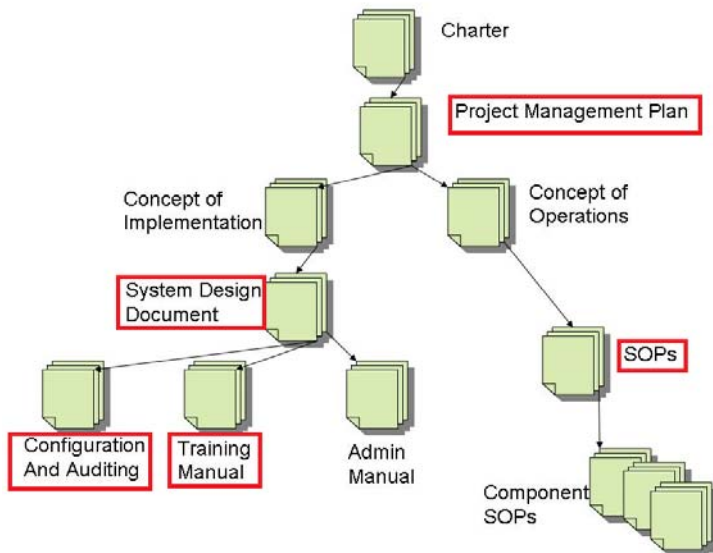 Charter
Project Management Plan
Concept of
Implementation
Concept of
Operations
System Design
Document
SOPs
Configuration
And Auditing
Training
Manual
Admin
Manual
Component
SOPs